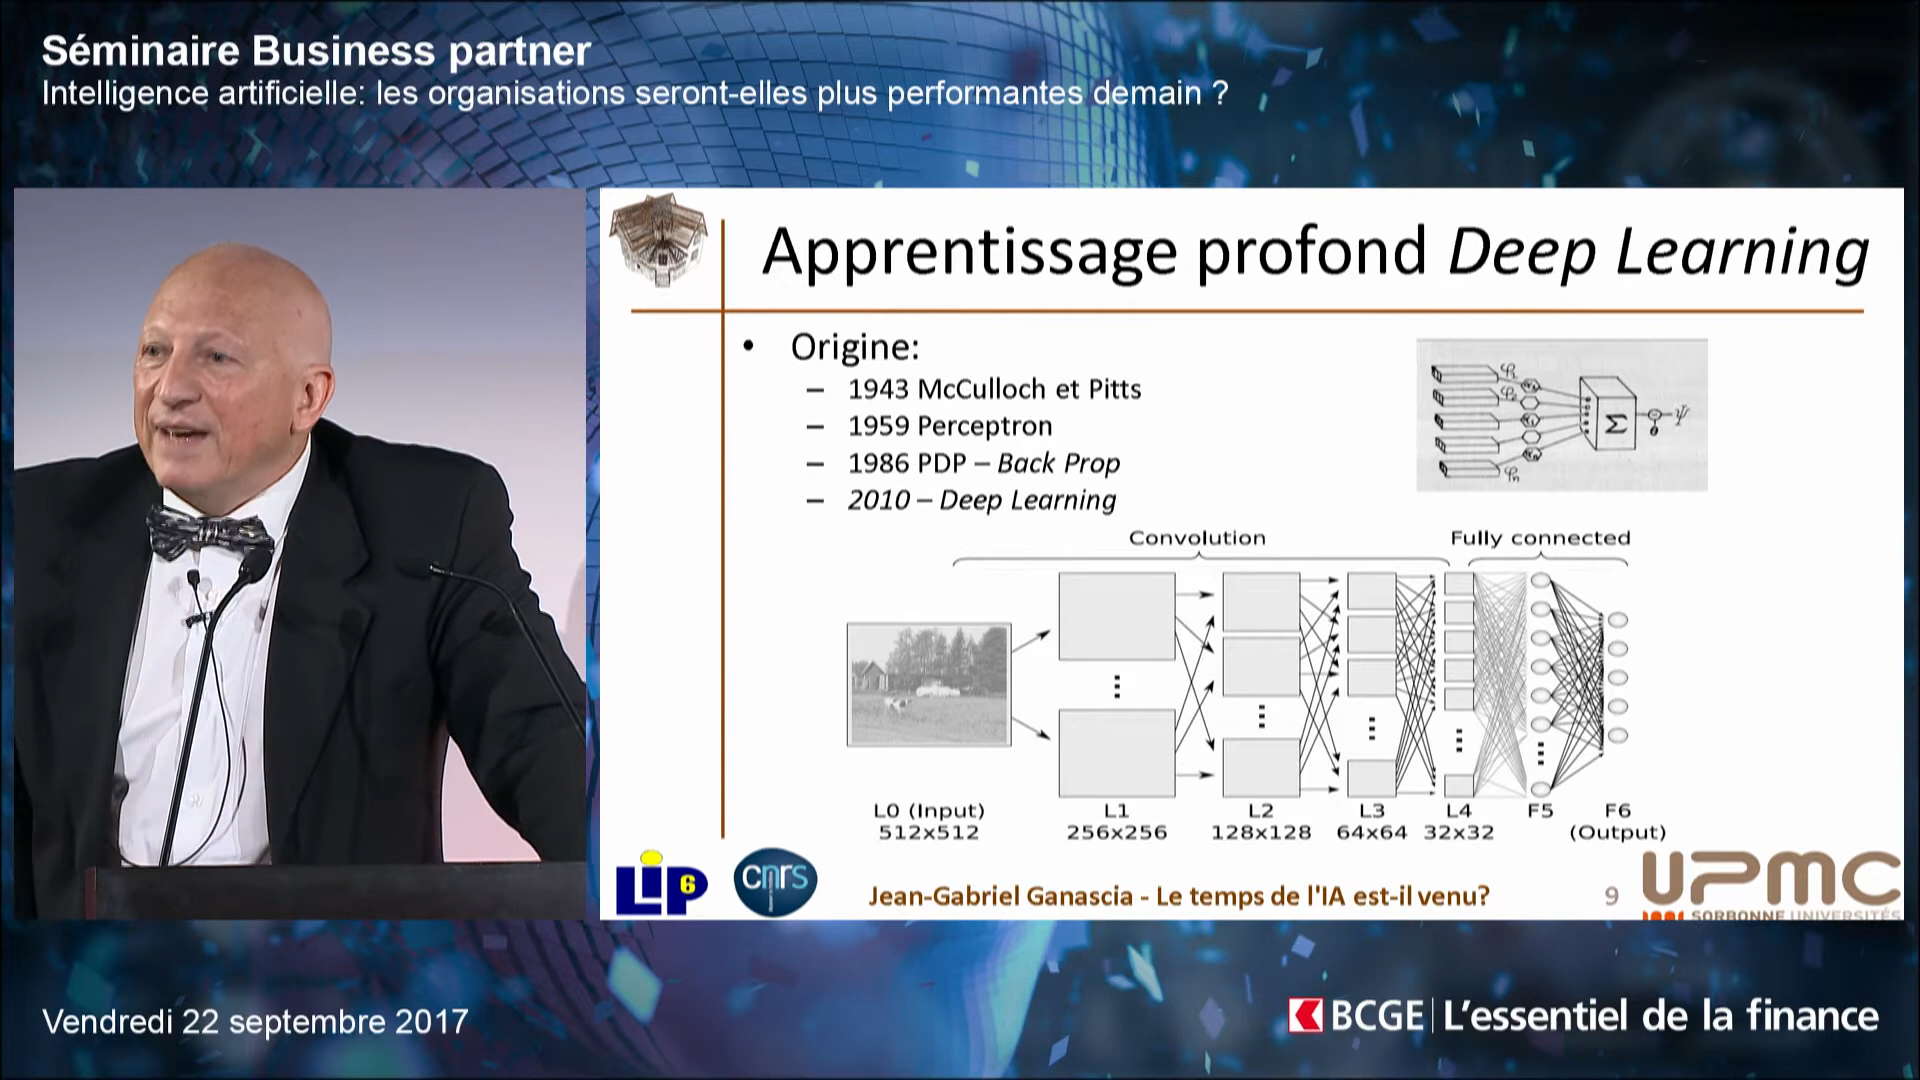 Séminaire Business partner
Intelligence artificielle: les organisations seront-elles plus performantes demain ?
Apprentissage profond Deep Learning
• Origine:
– 1943 McCulloch et Pitts
– 1959 Perceptron
– 1986 PDP – Back Prop
– 2010 – Deep Learning
φ1
φ2
φn
Σ
ψ
Convolution
Fully connected
L0 (Input)
512x512
L1
256x256
L2
128x128
L3
64x64
L4
32x32
F5
F6
(Output)
LIP6
cnrs
Jean-Gabriel Ganascia - Le temps de l'IA est-il venu?
9
UPMC
SORBONNE UNIVERSITÉS
Vendredi 22 septembre 2017
BCGE | L'essentiel de la finance